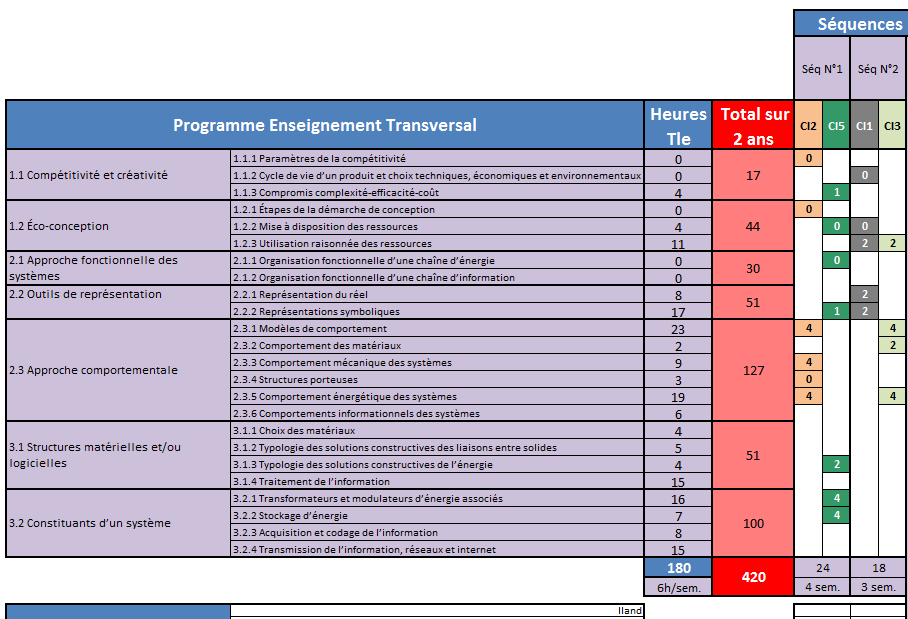 Séquences
Séq N°1 Séq N°2
Programme Enseignement Transversal Heures Tle Total sur 2 ans CI2 CI5 CI1 CI3
1.1 Compétitivité et créativité 17
1.1.1 Paramètres de la compétitivité 0 0
1.1.2 Cycle de vie d'un produit et choix techniques, économiques et environnementaux 0 0
1.1.3 Compromis complexité-efficacité-coût 4 1
1.2 Éco-conception 44
1.2.1 Étapes de la démarche de conception 0 0
1.2.2 Mise à disposition des ressources 4 0 0
1.2.3 Utilisation raisonnée des ressources 11 2 2
2.1 Approche fonctionnelle des systèmes 30
2.1.1 Organisation fonctionnelle d'une chaîne d'énergie 0 0
2.1.2 Organisation fonctionnelle d'une chaîne d'information 0
2.2 Outils de représentation 51
2.2.1 Représentation du réel 8 2
2.2.2 Représentations symboliques 17 1 2
2.3 Approche comportementale 127
2.3.1 Modèles de comportement 23 4 4
2.3.2 Comportement des matériaux 2 2
2.3.3 Comportement mécanique des systèmes 9 4
2.3.4 Structures porteuses 3 0
2.3.5 Comportement énergétique des systèmes 19 4 4
2.3.6 Comportements informationnels des systèmes 6
3.1 Structures matérielles et/ou logicielles 51
3.1.1 Choix des matériaux 4
3.1.2 Typologie des solutions constructives des liaisons entre solides 5
3.1.3 Typologie des solutions constructives de l'énergie 4 2
3.1.4 Traitement de l'information 15
3.2 Constituants d'un système 100
3.2.1 Transformateurs et modulateurs d'énergie associés 16 4
3.2.2 Stockage d'énergie 7 4
3.2.3 Acquisition et codage de l'information 8
3.2.4 Transmission de l'information, réseaux et internet 15
180 420 24 18
6h/sem. 4 sem. 3 sem.
lland